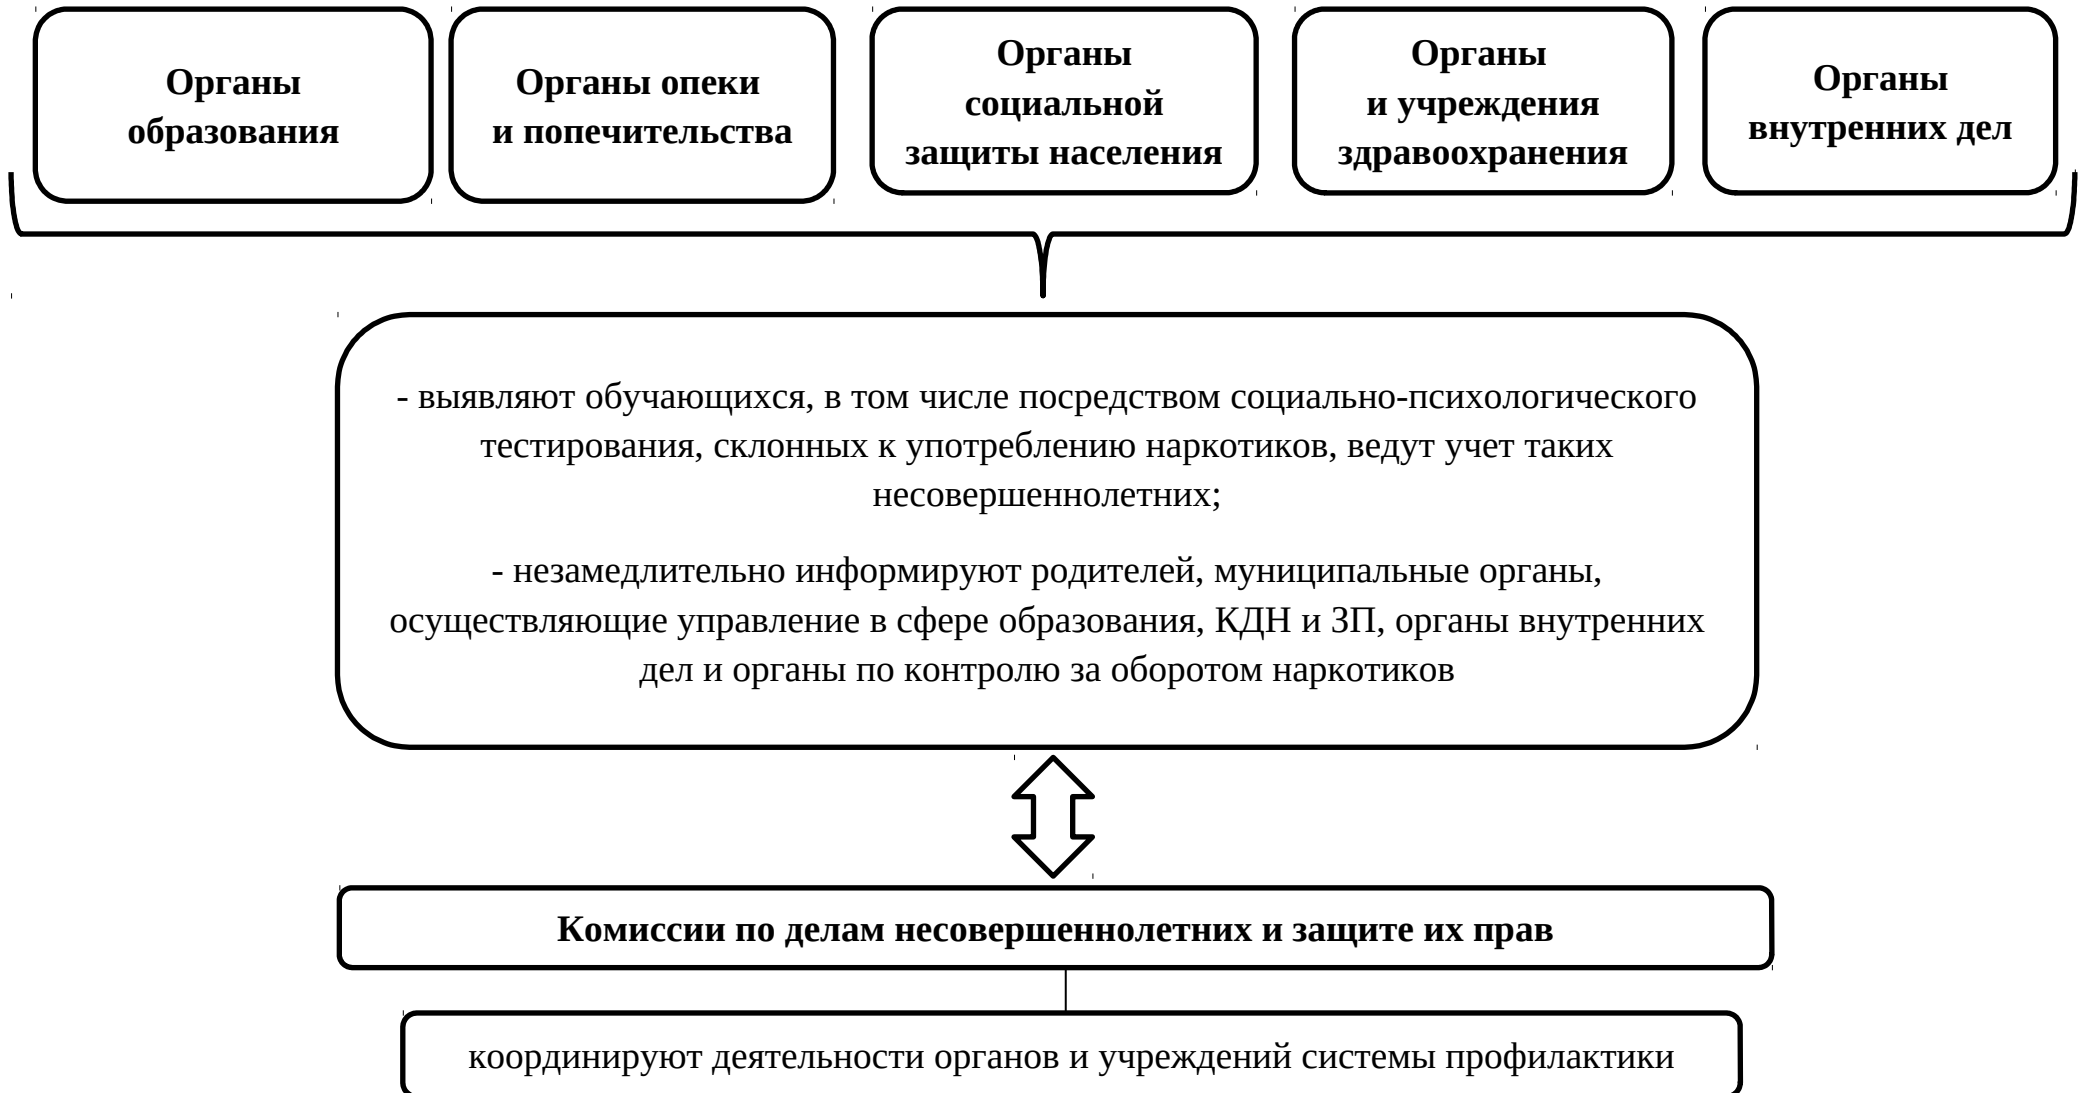 Органы
образования
Органы опеки
и попечительства
Органы
социальной
защиты населения
Органы
и учреждения
здравоохранения
Органы
внутренних дел
- выявляют обучающихся, в том числе посредством социально-психологического
тестирования, склонных к употреблению наркотиков, ведут учет таких
несовершеннолетних;
- незамедлительно информируют родителей, муниципальные органы,
осуществляющие управление в сфере образования, КДН и ЗП, органы внутренних
дел и органы по контролю за оборотом наркотиков
Комиссии по делам несовершеннолетних и защите их прав
координируют деятельности органов и учреждений системы профилактики